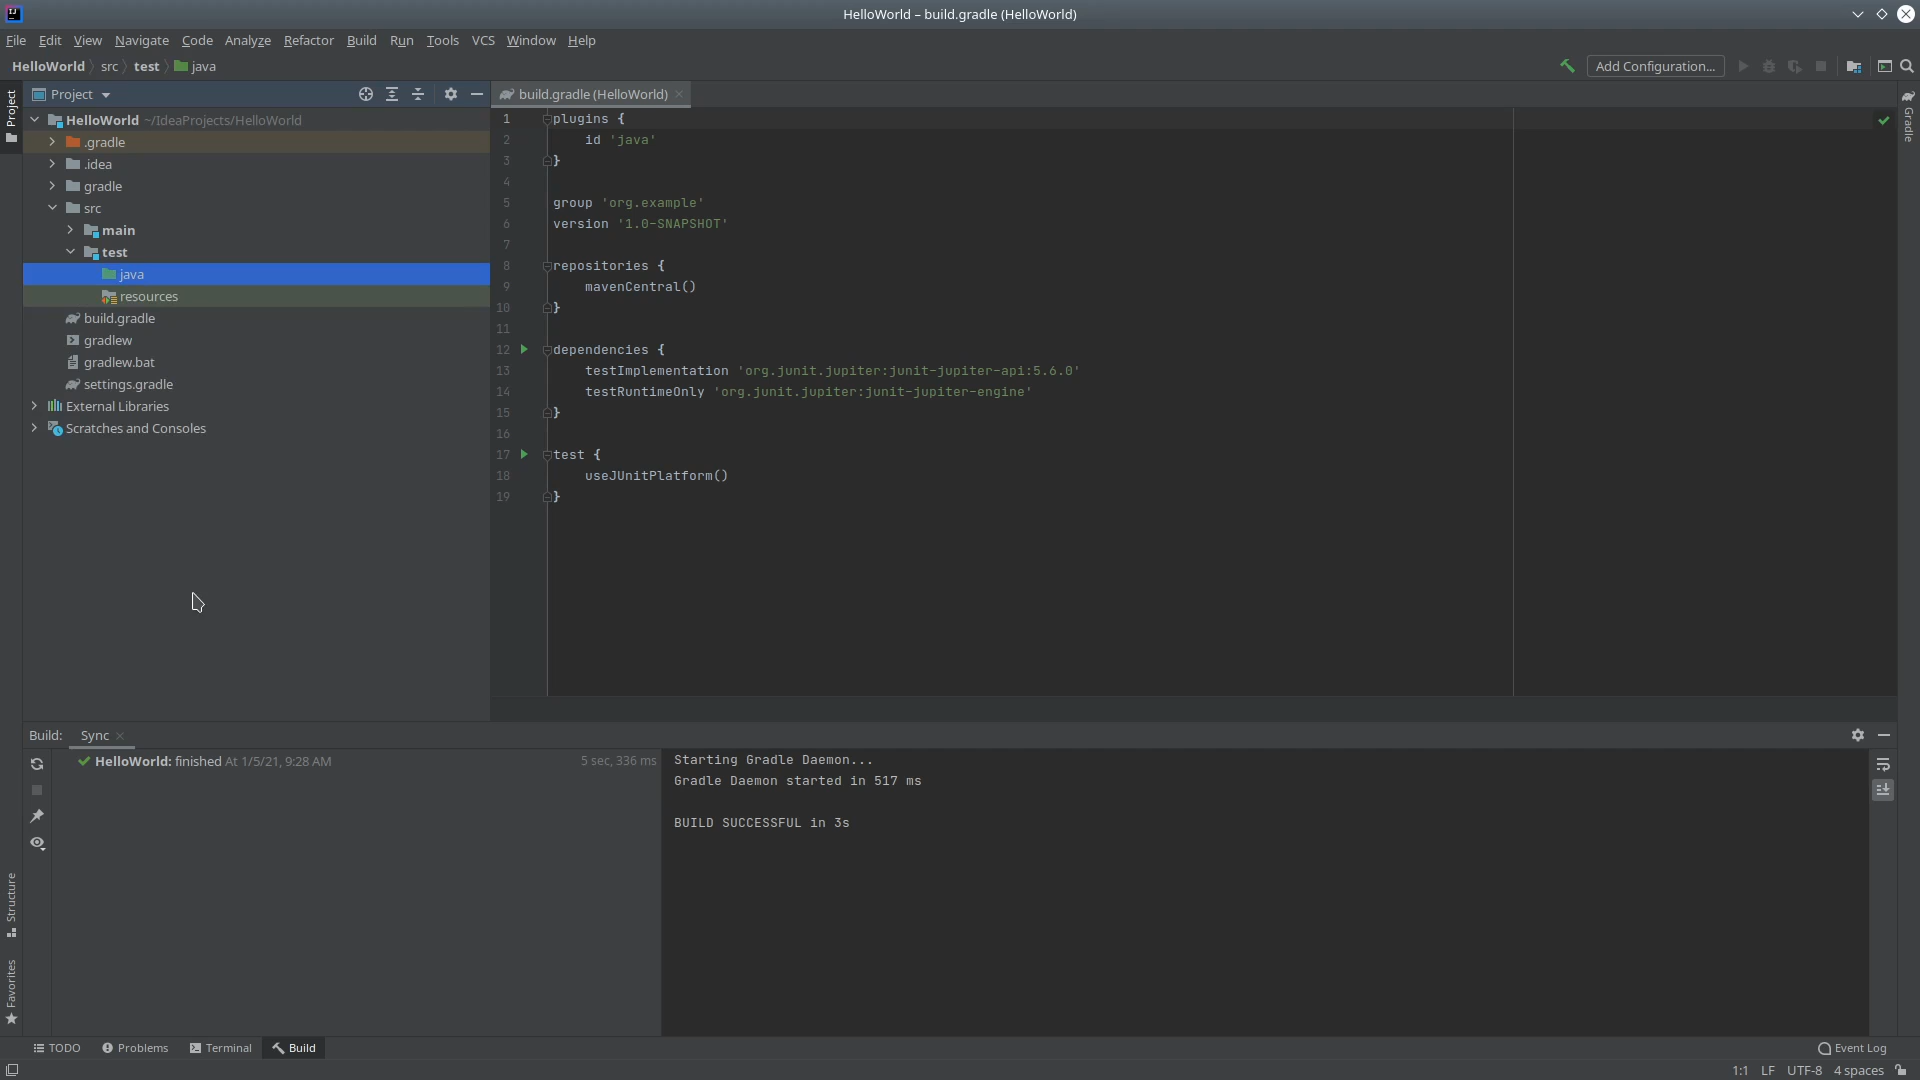 HelloWorld – build.gradle (HelloWorld)
File Edit View Navigate Code Analyze Refactor Build Run Tools VCS Window Help
HelloWorld src test java
Add Configuration...
Project
Project
HelloWorld ~/IdeaProjects/HelloWorld
.gradle
.idea
gradle
src
main
test
java
resources
build.gradle
gradlew
gradlew.bat
settings.gradle
External Libraries
Scratches and Consoles
build.gradle (HelloWorld)
1 plugins {
2 id 'java'
3 }
4
5 group 'org.example'
6 version '1.0-SNAPSHOT'
7
8 repositories {
9 mavenCentral()
10 }
11
12 dependencies {
13 testImplementation 'org.junit.jupiter:junit-jupiter-api:5.6.0'
14 testRuntimeOnly 'org.junit.jupiter:junit-jupiter-engine'
15 }
16
17 test {
18 useJUnitPlatform()
19 }
Gradle
Build: Sync
HelloWorld: finished At 1/5/21, 9:28 AM 5 sec, 336 ms
Starting Gradle Daemon...
Gradle Daemon started in 517 ms
BUILD SUCCESSFUL in 3s
Structure
Favorites
TODO Problems Terminal Build Event Log
1:1 LF UTF-8 4 spaces